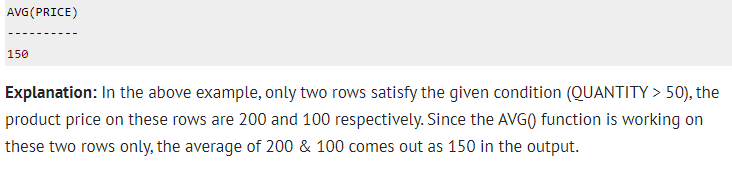 AVG(PRICE)
----------
150
Explanation: In the above example, only two rows satisfy the given condition (QUANTITY > 50), the
product price on these rows are 200 and 100 respectively. Since the AVG() function is working on
these two rows only, the average of 200 & 100 comes out as 150 in the output.